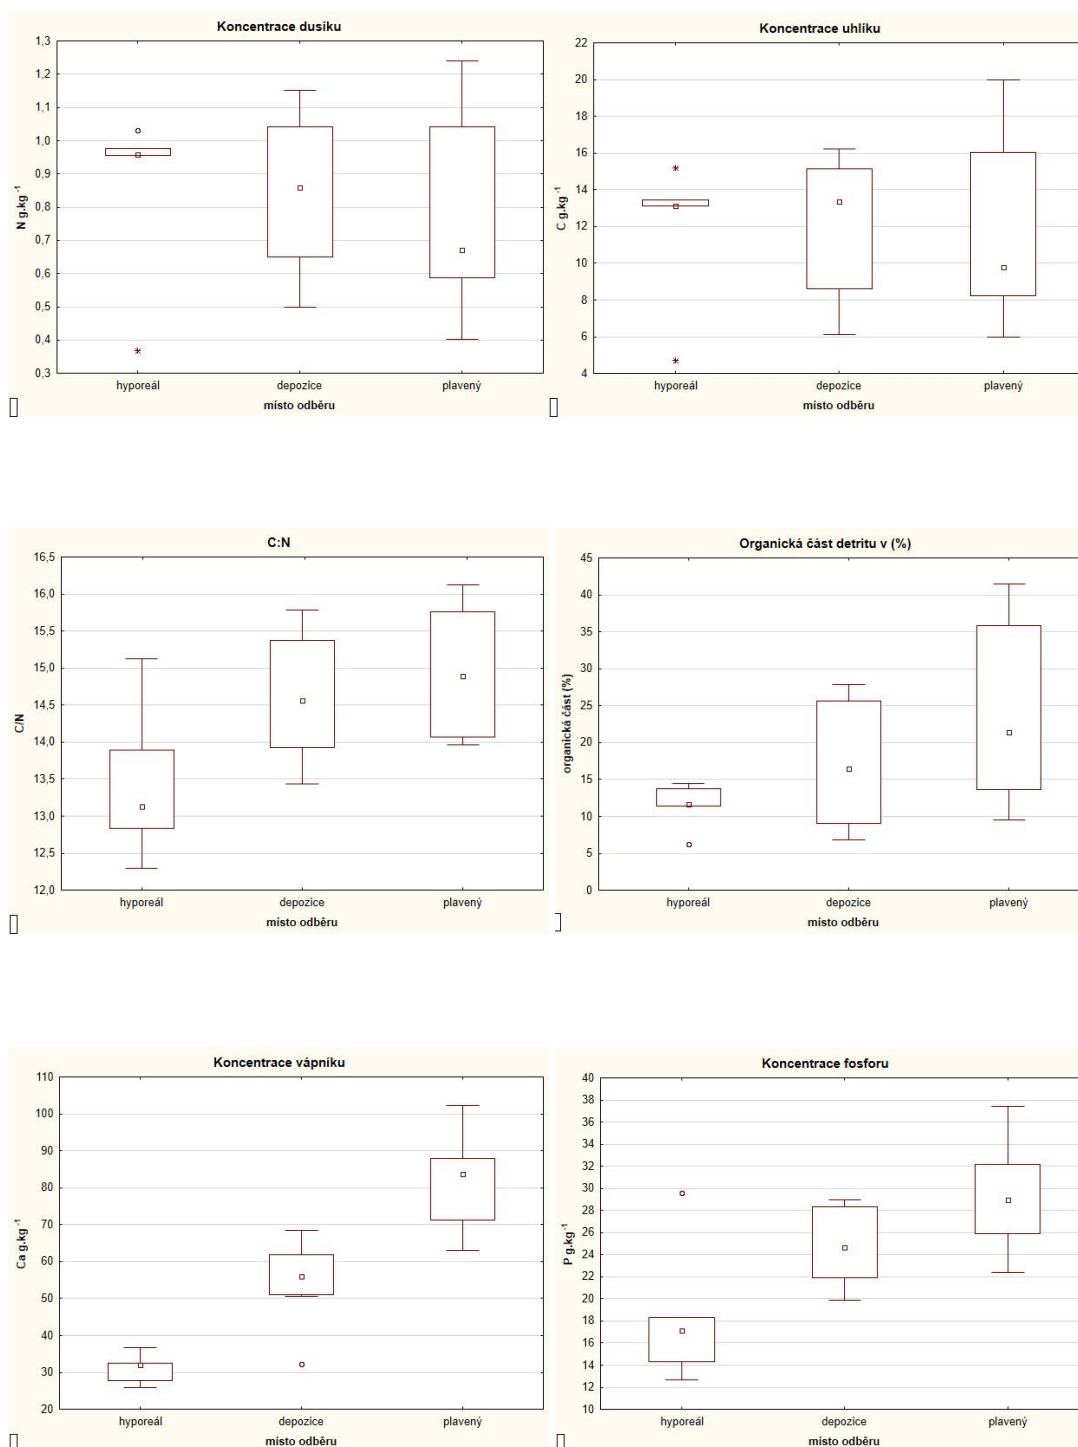 Koncentrace dusíku
N g.kg⁻¹
1,3
1,2
1,1
1,0
0,9
0,8
0,7
0,6
0,5
0,4
0,3
hyporeál depozice plavený
místo odběru
Koncentrace uhlíku
C g.kg⁻¹
22
20
18
16
14
12
10
8
6
4
hyporeál depozice plavený
místo odběru
C:N
C/N
16,5
16,0
15,5
15,0
14,5
14,0
13,5
13,0
12,5
12,0
hyporeál depozice plavený
místo odběru
Organická část detritu v (%)
organická část (%)
45
40
35
30
25
20
15
10
5
0
hyporeál depozice plavený
místo odběru
Koncentrace vápníku
Ca g.kg⁻¹
110
100
90
80
70
60
50
40
30
20
hyporeál depozice plavený
místo odběru
Koncentrace fosforu
P g.kg⁻¹
40
38
36
34
32
30
28
26
24
22
20
18
16
14
12
10
hyporeál depozice plavený
místo odběru